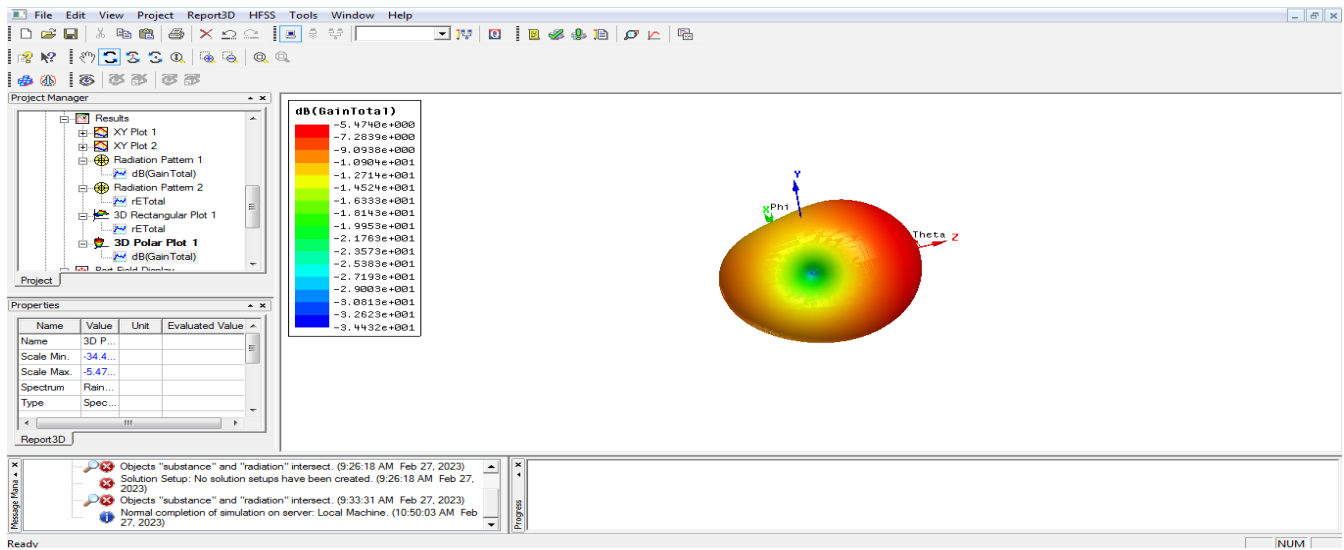 File Edit View Project Report3D HFSS Tools Window Help
Project Manager
Results
XY Plot 1
XY Plot 2
Radiation Pattern 1
dB(GainTotal)
Radiation Pattern 2
rETotal
3D Rectangular Plot 1
rETotal
3D Polar Plot 1
dB(GainTotal)
Port Field Display
Project
Properties
Name Value Unit Evaluated Value
Name 3D P...
Scale Min. -34.4...
Scale Max. -5.47...
Spectrum Rain...
Type Spec...
Report3D
dB(GainTotal)
-5.4740e+000
-7.2839e+000
-9.0938e+000
-1.0904e+001
-1.2714e+001
-1.4524e+001
-1.6333e+001
-1.8143e+001
-1.9953e+001
-2.1763e+001
-2.3573e+001
-2.5383e+001
-2.7193e+001
-2.9003e+001
-3.0813e+001
-3.2623e+001
-3.4432e+001
Y
X Phi
Theta Z
Message Mana
Objects "substance" and "radiation" intersect. (9:26:18 AM Feb 27, 2023)
Solution Setup: No solution setups have been created. (9:26:18 AM Feb 27,
2023)
Objects "substance" and "radiation" intersect. (9:33:31 AM Feb 27, 2023)
Normal completion of simulation on server: Local Machine. (10:50:03 AM Feb
27, 2023)
Progress
Ready
NUM